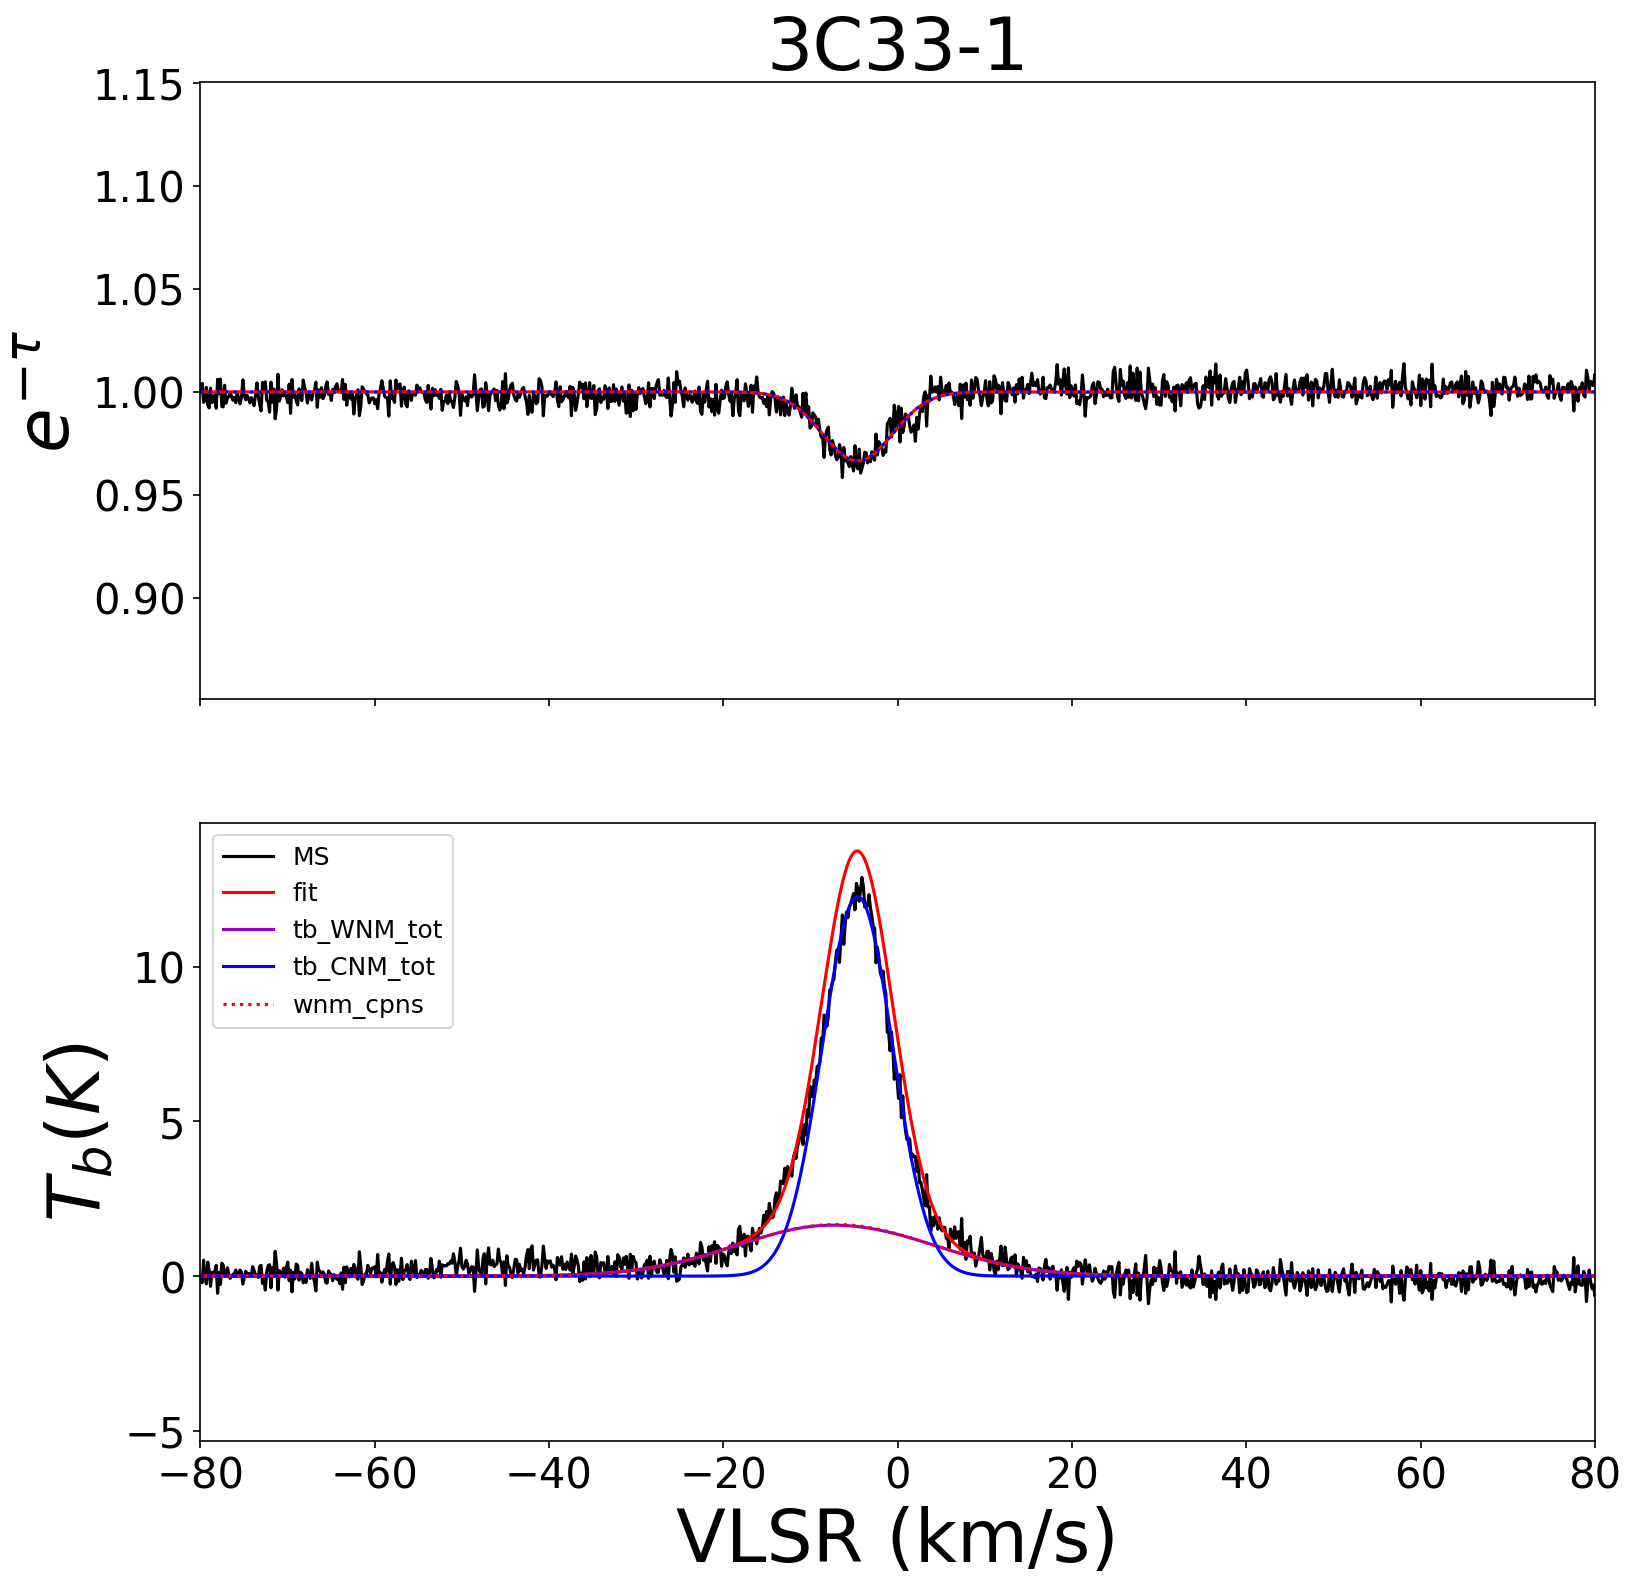 3C33-1
1.15
1.10
1.05
1.00
0.95
0.90
e^{−τ}
MS
fit
tb_WNM_tot
tb_CNM_tot
wnm_cpns
10
5
0
−5
T_b(K)
−80 −60 −40 −20 0 20 40 60 80
VLSR (km/s)